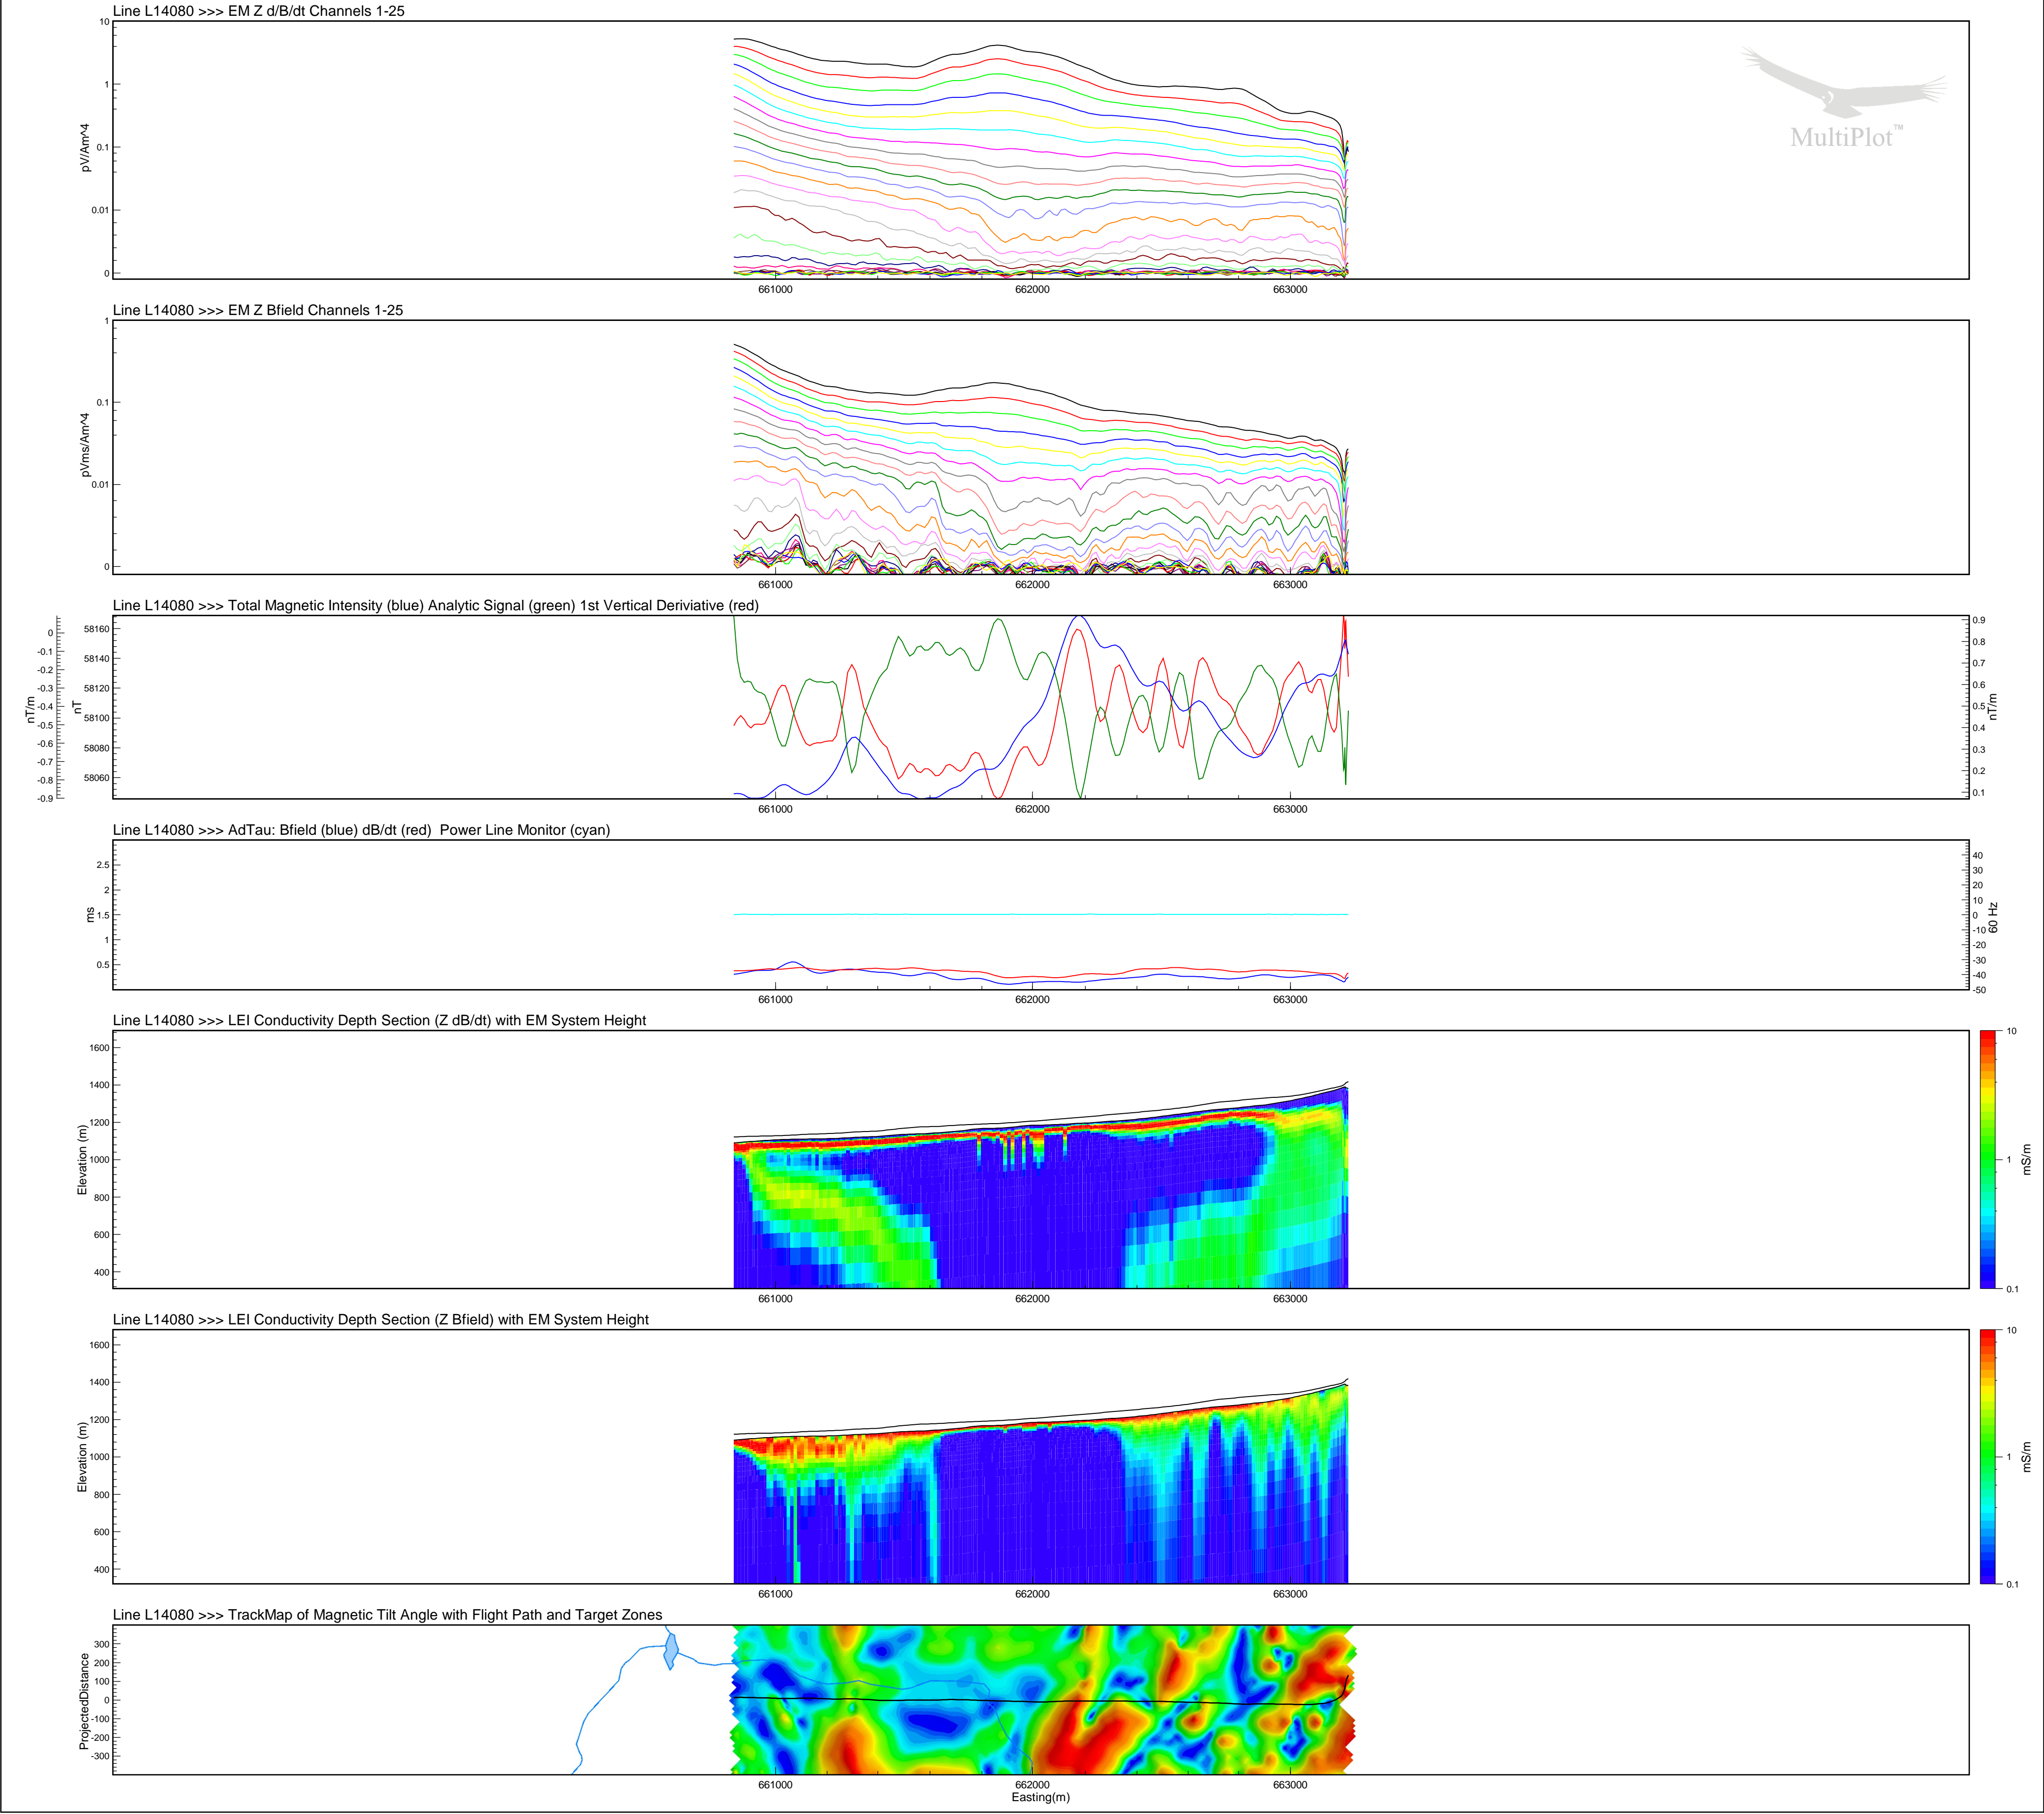 Line L14080 >>> EM Z d/B/dt Channels 1-25
10
1
0.1
0.01
0
pV/Am^4
661000 662000 663000
MultiPlot™
Line L14080 >>> EM Z Bfield Channels 1-25
1
0.1
0.01
0
pVms/Am^4
661000 662000 663000
Line L14080 >>> Total Magnetic Intensity (blue) Analytic Signal (green) 1st Vertical Deriviative (red)
0
-0.1
-0.2
-0.3
-0.4
-0.5
-0.6
-0.7
-0.8
-0.9
nT/m
58160
58140
58120
58100
58080
58060
nT
0.9
0.8
0.7
0.6
0.5
0.4
0.3
0.2
0.1
nT/m
661000 662000 663000
Line L14080 >>> AdTau: Bfield (blue) dB/dt (red) Power Line Monitor (cyan)
2.5
2
1.5
1
0.5
ms
40
30
20
10
0
-10
-20
-30
-40
-50
60 Hz
661000 662000 663000
Line L14080 >>> LEI Conductivity Depth Section (Z dB/dt) with EM System Height
1600
1400
1200
1000
800
600
400
Elevation (m)
10
1
0.1
mS/m
661000 662000 663000
Line L14080 >>> LEI Conductivity Depth Section (Z Bfield) with EM System Height
1600
1400
1200
1000
800
600
400
Elevation (m)
10
1
0.1
mS/m
661000 662000 663000
Line L14080 >>> TrackMap of Magnetic Tilt Angle with Flight Path and Target Zones
300
200
100
0
-100
-200
-300
ProjectedDistance
661000 662000 663000
Easting(m)